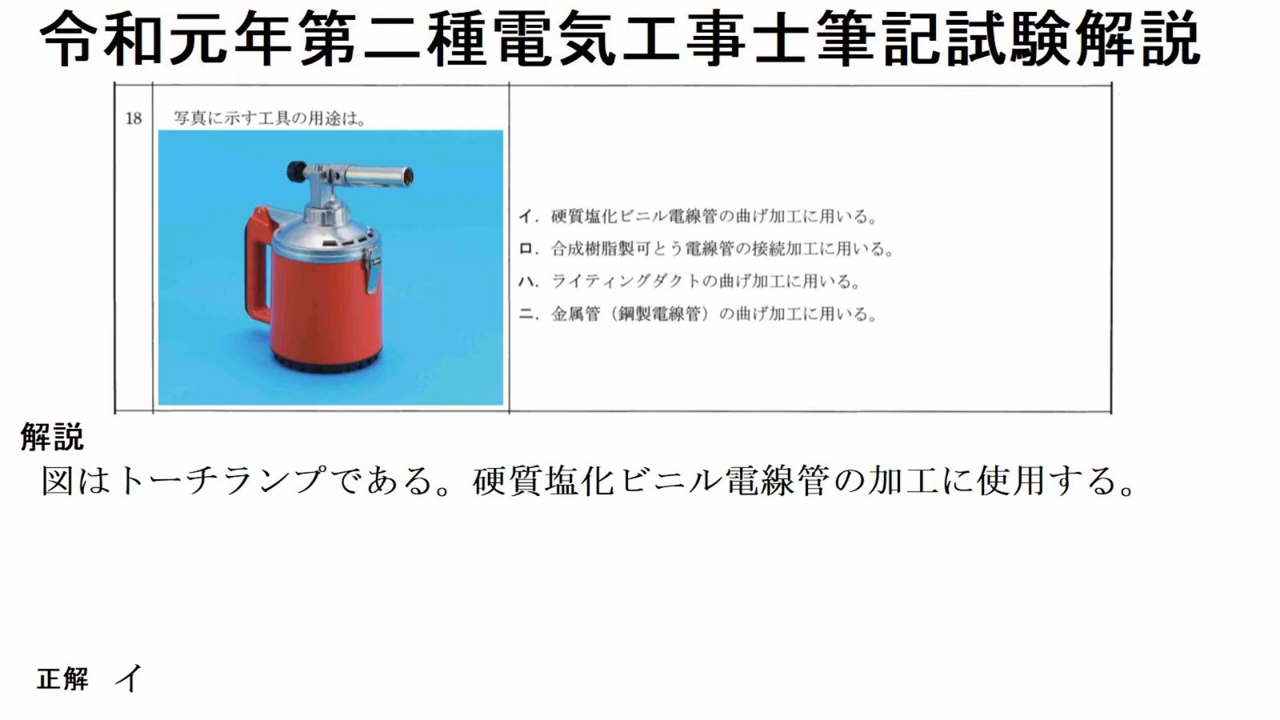 令和元年第二種電気工事士筆記試験解説
18 写真に示す工具の用途は。
イ. 硬質塩化ビニル電線管の曲げ加工に用いる。
ロ. 合成樹脂製可とう電線管の接続加工に用いる。
ハ. ライティングダクトの曲げ加工に用いる。
ニ. 金属管（鋼製電線管）の曲げ加工に用いる。
解説
図はトーチランプである。硬質塩化ビニル電線管の加工に使用する。
正解 イ